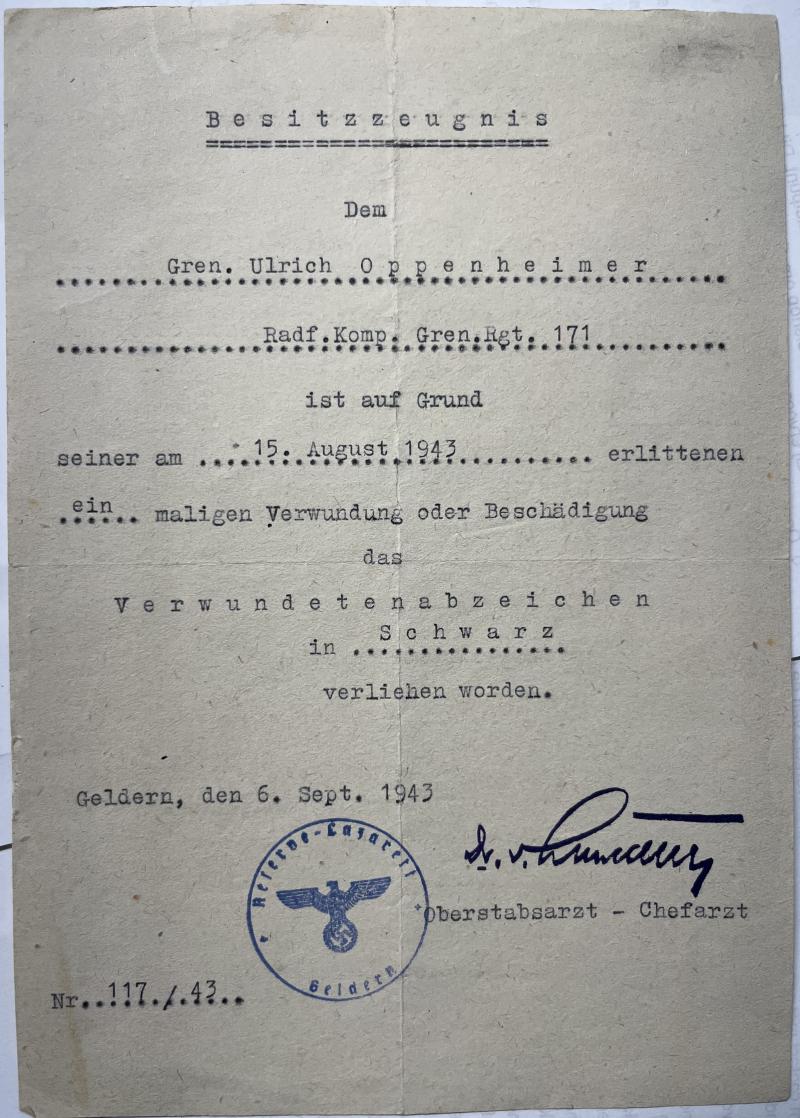 Besitzzeugnis
Dem
Gren. Ulrich Oppenheimer
Radf.Komp. Gren.Rgt. 171
ist auf Grund
seiner am 15. August 1943 erlittenen
ein maligen Verwundung oder Beschädigung
das
Verwundetenabzeichen
in Schwarz
verliehen worden.
Geldern, den 6. Sept. 1943
Reserve-Lazarett
Geldern
Dr. v.
Oberstabsarzt - Chefarzt
Nr. 117./.43